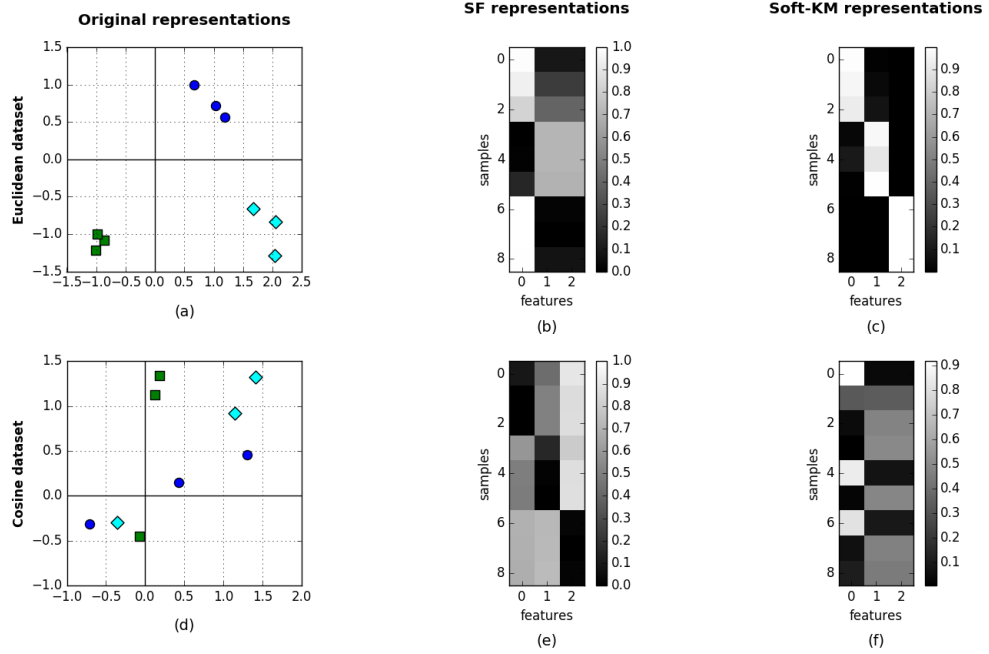 Original representations
SF representations
Soft-KM representations
Euclidean dataset
1.5
1.0
0.5
0.0
−0.5
−1.0
−1.5
−1.5 −1.0 −0.5 0.0 0.5 1.0 1.5 2.0 2.5
(a)
samples
0
2
4
6
8
0 1 2
features
(b)
1.0
0.9
0.8
0.7
0.6
0.5
0.4
0.3
0.2
0.1
0.0
samples
0
2
4
6
8
0 1 2
features
(c)
0.9
0.8
0.7
0.6
0.5
0.4
0.3
0.2
0.1
Cosine dataset
1.5
1.0
0.5
0.0
−0.5
−1.0
−1.0 −0.5 0.0 0.5 1.0 1.5 2.0
(d)
samples
0
2
4
6
8
0 1 2
features
(e)
1.0
0.9
0.8
0.7
0.6
0.5
0.4
0.3
0.2
0.1
0.0
samples
0
2
4
6
8
0 1 2
features
(f)
0.9
0.8
0.7
0.6
0.5
0.4
0.3
0.2
0.1